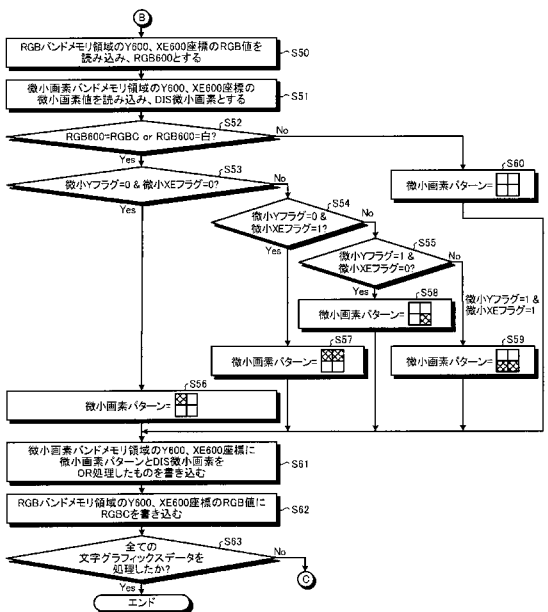 B
RGBバンドメモリ領域のY600、XE600座標のRGB値を
読み込み、RGB600とする
S50
微小画素バンドメモリ領域のY600、XE600座標の
微小画素値を読み込み、DIS微小画素とする
S51
S52
RGB600=RGBC or RGB600=白?
No
Yes
S53
S60
微小画素パターン=
微小Yフラグ=0 & 微小XEフラグ=0?
No
Yes
S54
微小Yフラグ=0 &
微小XEフラグ=1?
No
Yes
S55
微小Yフラグ=1 &
微小XEフラグ=0?
No
Yes
S58
微小画素パターン=
微小Yフラグ=1 &
微小XEフラグ=1
S57
微小画素パターン=
S59
微小画素パターン=
S56
微小画素パターン=
微小画素バンドメモリ領域のY600、XE600座標に
微小画素パターンとDIS微小画素を
OR処理したものを書き込む
S61
RGBバンドメモリ領域のY600、XE600座標のRGB値に
RGBCを書き込む
S62
S63
全ての
文字グラフィックスデータを
処理したか?
No
Yes
C
エンド